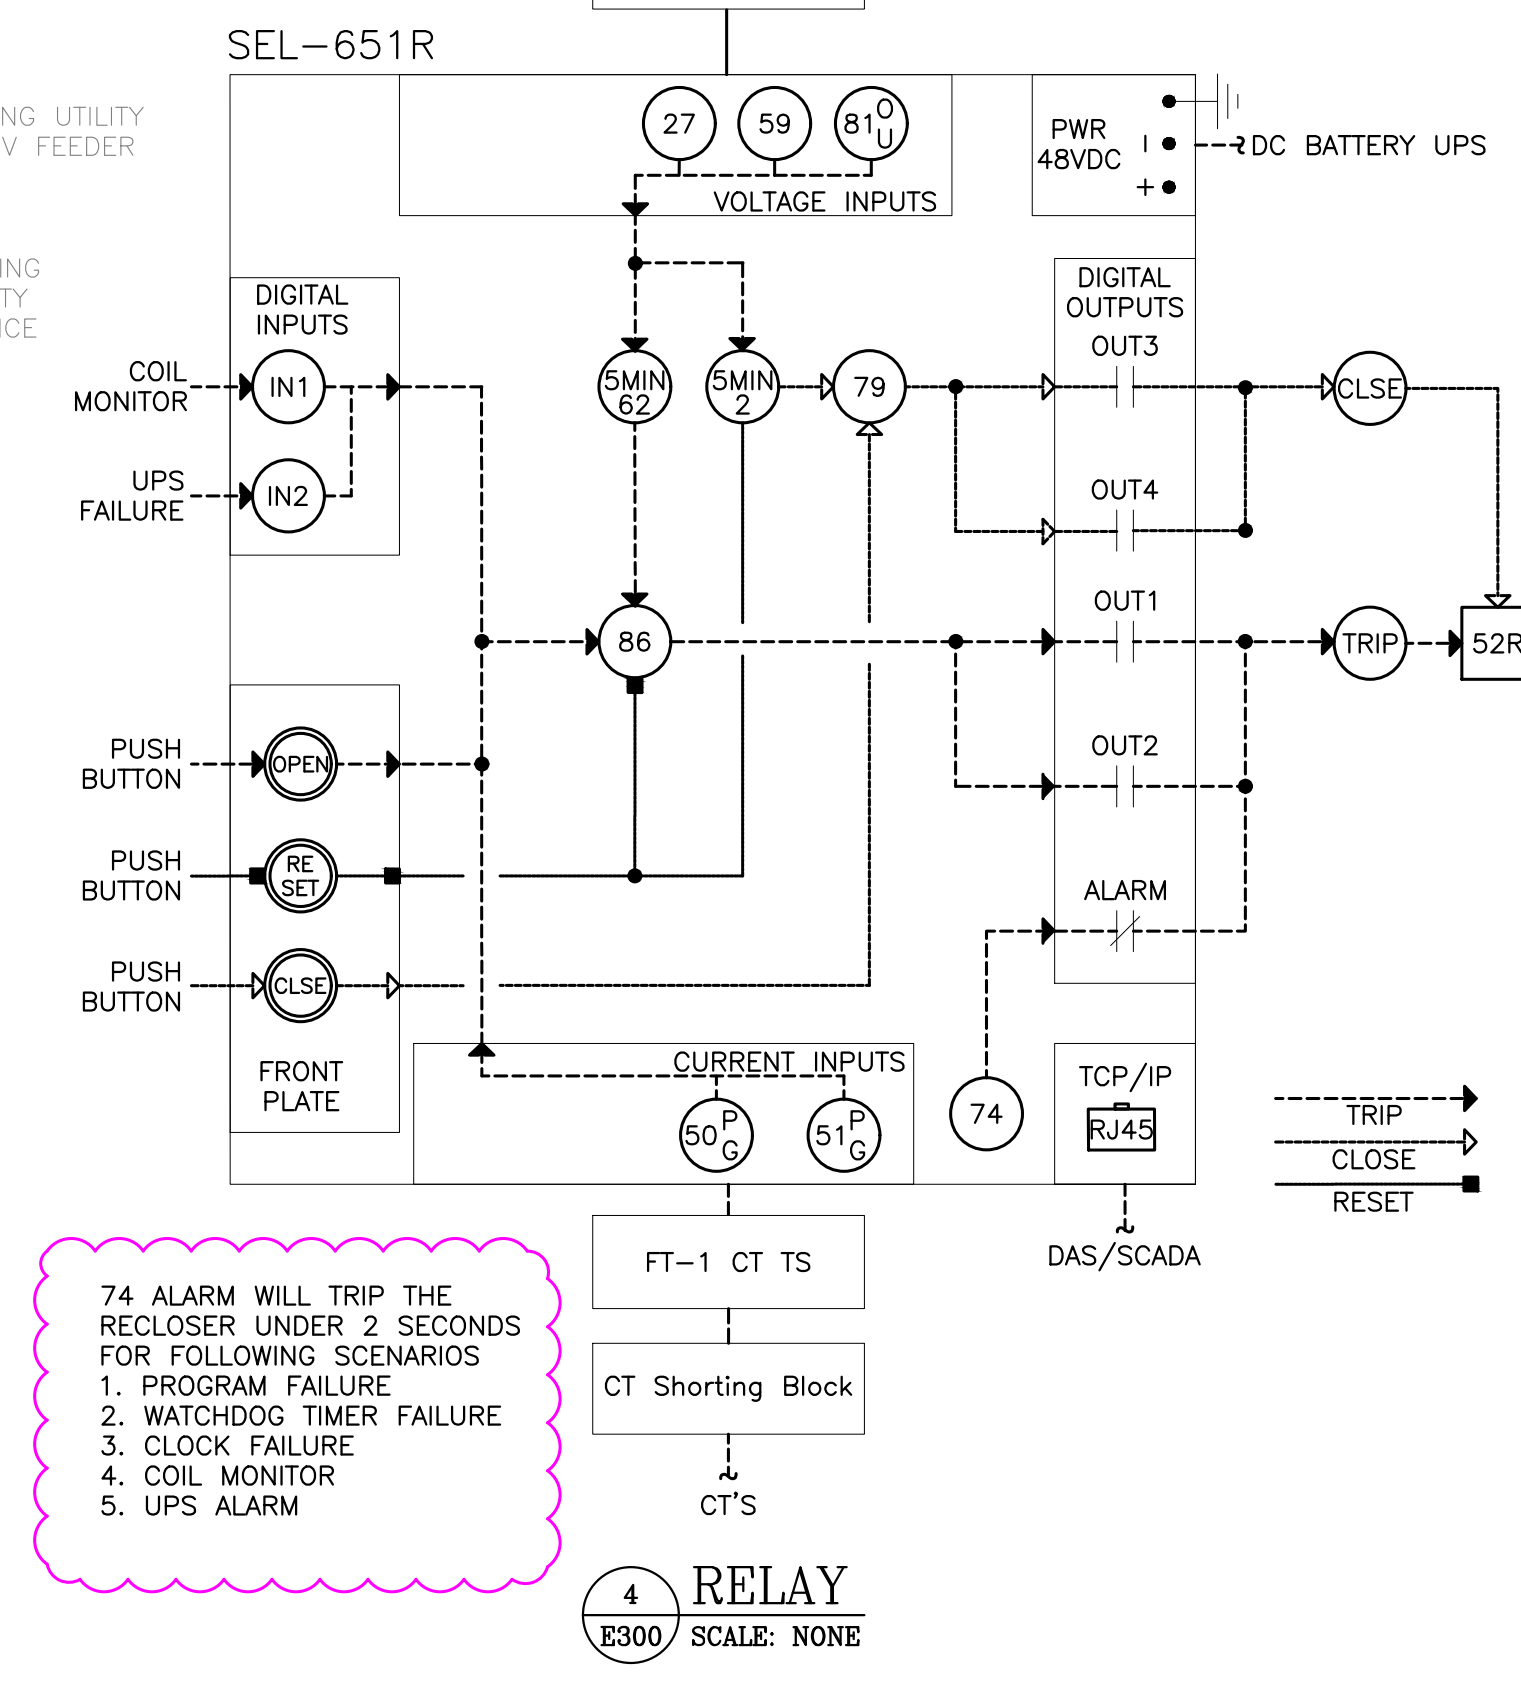 SEL-651R
NG UTILITY
V FEEDER
27
59
81 O U
VOLTAGE INPUTS
PWR
48VDC
-
+
DC BATTERY UPS
ING
TY
ICE
DIGITAL
INPUTS
DIGITAL
OUTPUTS
COIL
MONITOR
IN1
UPS
FAILURE
IN2
5MIN
62
5MIN
2
79
OUT3
CLSE
OUT4
86
OUT1
TRIP
52R
PUSH
BUTTON
OPEN
OUT2
PUSH
BUTTON
RE
SET
ALARM
PUSH
BUTTON
CLSE
FRONT
PLATE
CURRENT INPUTS
50 P G
51 P G
74
TCP/IP
RJ45
TRIP
CLOSE
RESET
FT-1 CT TS
DAS/SCADA
CT Shorting Block
CT'S
74 ALARM WILL TRIP THE
RECLOSER UNDER 2 SECONDS
FOR FOLLOWING SCENARIOS
1. PROGRAM FAILURE
2. WATCHDOG TIMER FAILURE
3. CLOCK FAILURE
4. COIL MONITOR
5. UPS ALARM
4
E300
RELAY
SCALE: NONE